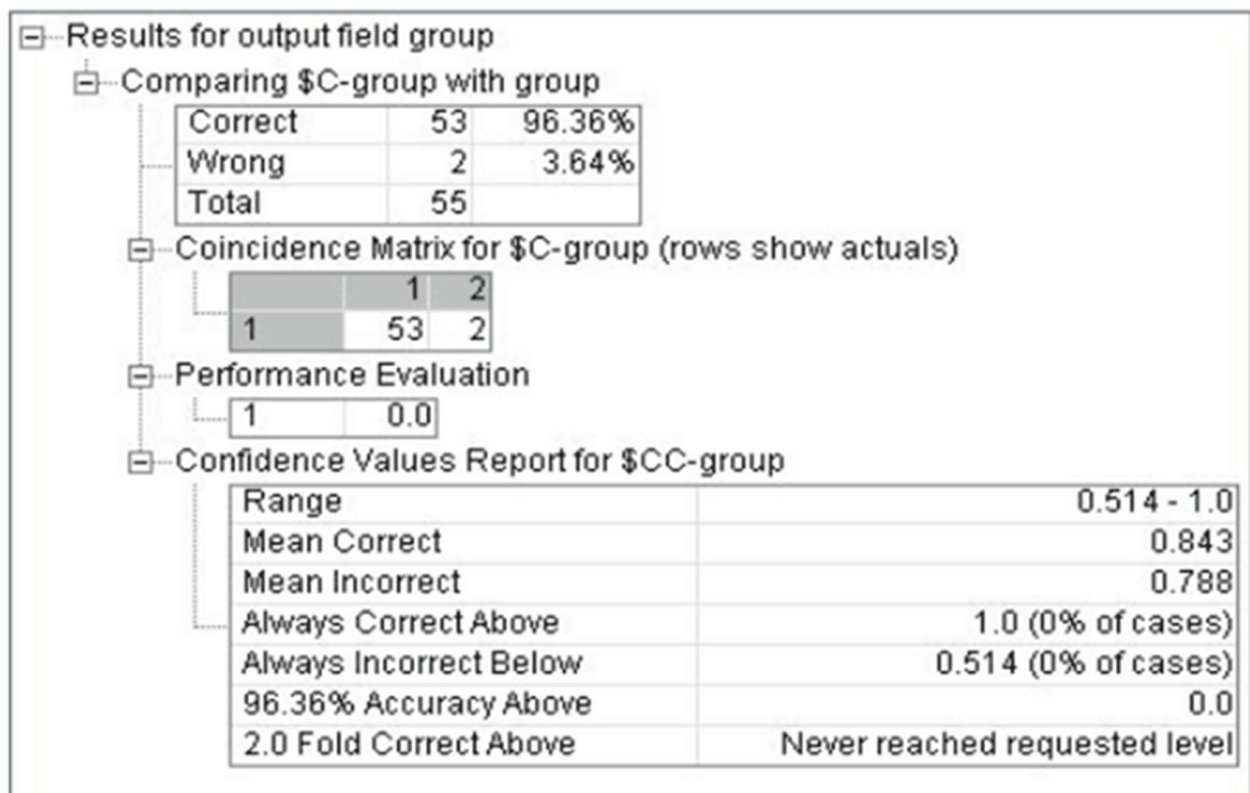 Results for output field group
Comparing $C-group with group
Correct 53 96.36%
Wrong 2 3.64%
Total 55
Coincidence Matrix for $C-group (rows show actuals)
1 2
1 53 2
Performance Evaluation
1 0.0
Confidence Values Report for $CC-group
Range 0.514 - 1.0
Mean Correct 0.843
Mean Incorrect 0.788
Always Correct Above 1.0 (0% of cases)
Always Incorrect Below 0.514 (0% of cases)
96.36% Accuracy Above 0.0
2.0 Fold Correct Above Never reached requested level